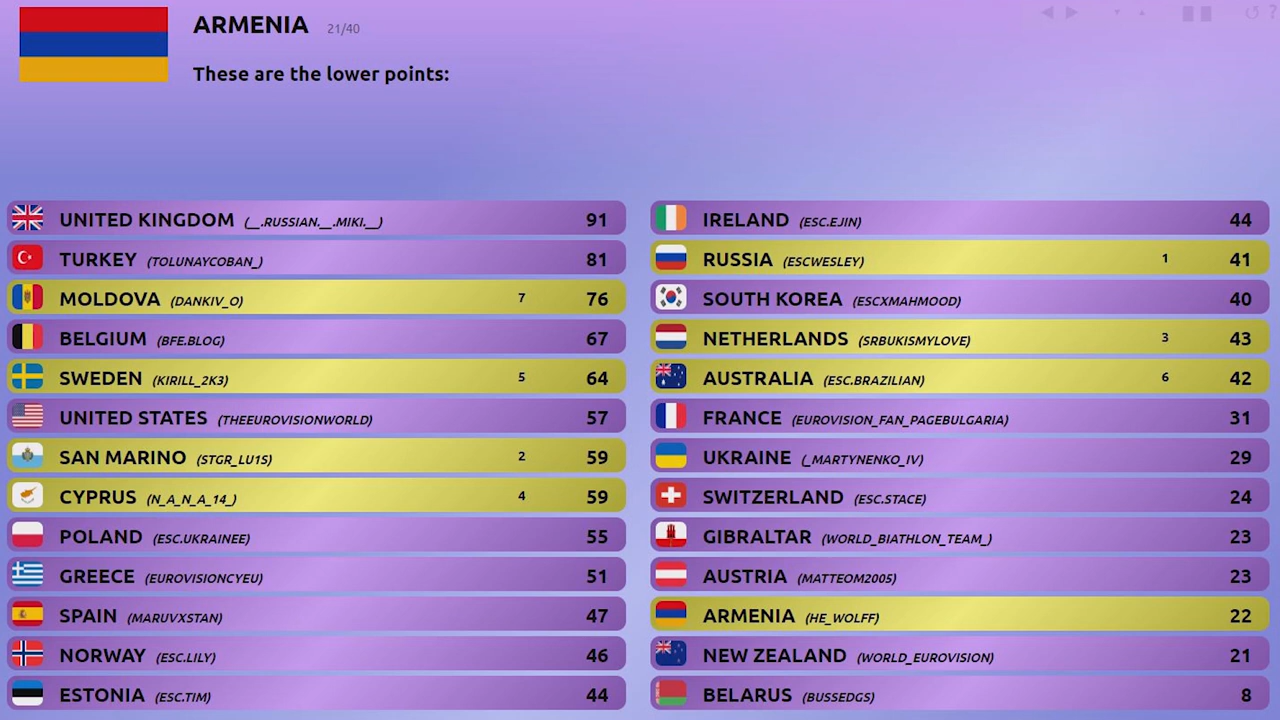 ARMENIA 21/40
These are the lower points:
UNITED KINGDOM (__.RUSSIAN.__.MIKI.__) 91
TURKEY (TOLUNAYCOBAN_) 81
MOLDOVA (DANKIV_O) 7 76
BELGIUM (BFE.BLOG) 67
SWEDEN (KIRILL_2K3) 5 64
UNITED STATES (THEEUROVISIONWORLD) 57
SAN MARINO (STGR_LU1S) 2 59
CYPRUS (N_A_N_A_14_) 4 59
POLAND (ESC.UKRAINEE) 55
GREECE (EUROVISIONCYEU) 51
SPAIN (MARUVXSTAN) 47
NORWAY (ESC.LILY) 46
ESTONIA (ESC.TIM) 44
IRELAND (ESC.EJIN) 44
RUSSIA (ESCWESLEY) 1 41
SOUTH KOREA (ESCXMAHMOOD) 40
NETHERLANDS (SRBUKISMYLOVE) 3 43
AUSTRALIA (ESC.BRAZILIAN) 6 42
FRANCE (EUROVISION_FAN_PAGEBULGARIA) 31
UKRAINE (_MARTYNENKO_IV) 29
SWITZERLAND (ESC.STACE) 24
GIBRALTAR (WORLD_BIATHLON_TEAM_) 23
AUSTRIA (MATTEOM2005) 23
ARMENIA (HE_WOLFF) 22
NEW ZEALAND (WORLD_EUROVISION) 21
BELARUS (BUSSEDGS) 8